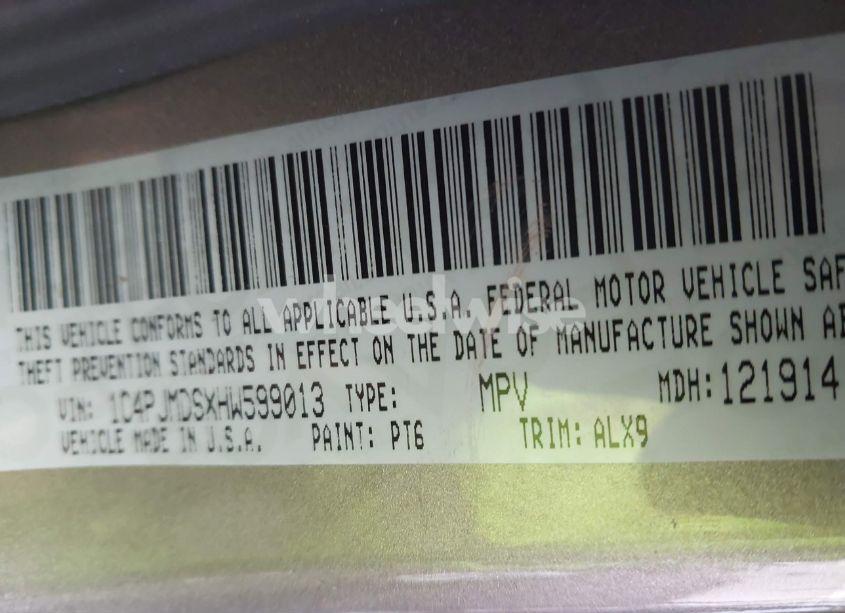 THIS VEHICLE CONFORMS TO ALL APPLICABLE U.S.A. FEDERAL MOTOR VEHICLE SAF
THEFT PREVENTION STANDARDS IN EFFECT ON THE DATE OF MANUFACTURE SHOWN AB
VIN: 1C4PJMDSXHW599013 TYPE: MPV MDH: 121914
VEHICLE MADE IN U.S.A. PAINT: PT6 TRIM: ALX9
wheelwise